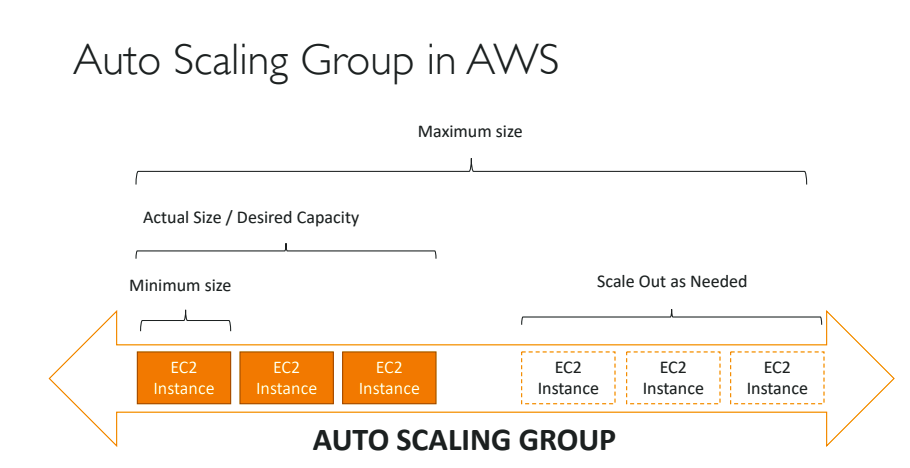 Auto Scaling Group in AWS
Maximum size
Actual Size / Desired Capacity
Minimum size
Scale Out as Needed
EC2
Instance
EC2
Instance
EC2
Instance
EC2
Instance
EC2
Instance
EC2
Instance
AUTO SCALING GROUP